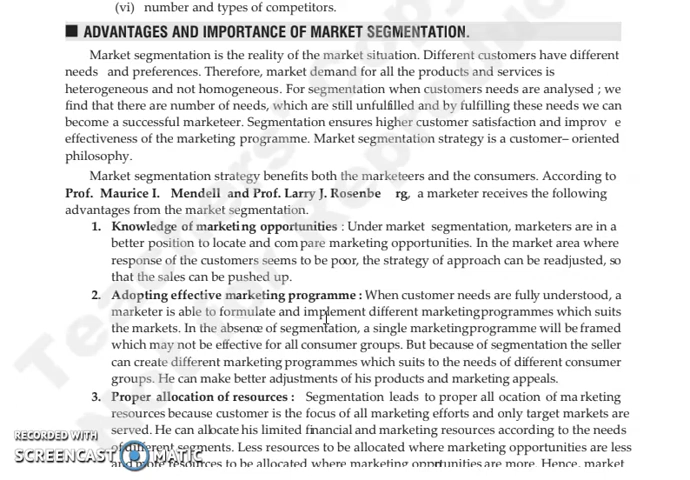 (vi) number and types of competitors.
■ ADVANTAGES AND IMPORTANCE OF MARKET SEGMENTATION.
Market segmentation is the reality of the market situation. Different customers have different
needs and preferences. Therefore, market demand for all the products and services is
heterogeneous and not homogeneous. For segmentation when customers needs are analysed ; we
find that there are number of needs, which are still unfulfilled and by fulfilling these needs we can
become a successful marketeer. Segmentation ensures higher customer satisfaction and improv e
effectiveness of the marketing programme. Market segmentation strategy is a customer– oriented
philosophy.
Market segmentation strategy benefits both the marketeers and the consumers. According to
Prof. Maurice I. Mendell and Prof. Larry J. Rosenbe rg, a marketer receives the following
advantages from the market segmentation.
1. Knowledge of marketing opportunities : Under market segmentation, marketers are in a
better position to locate and com pare marketing opportunities. In the market area where
response of the customers seems to be poor, the strategy of approach can be readjusted, so
that the sales can be pushed up.
2. Adopting effective marketing programme : When customer needs are fully understood, a
marketer is able to formulate and implement different marketingprogrammes which suits
the markets. In the absence of segmentation, a single marketingprogramme will be framed
which may not be effective for all consumer groups. But because of segmentation the seller
can create different marketing programmes which suits to the needs of different consumer
groups. He can make better adjustments of his products and marketing appeals.
3. Proper allocation of resources : Segmentation leads to proper all ocation of ma rketing
resources because customer is the focus of all marketing efforts and only target markets are
served. He can allocate his limited financial and marketing resources according to the needs
of different segments. Less resources to be allocated where marketing opportunities are less
and more resources to be allocated where marketing opportunities are more. Hence, market
RECORDED WITH
SCREENCAST MATIC